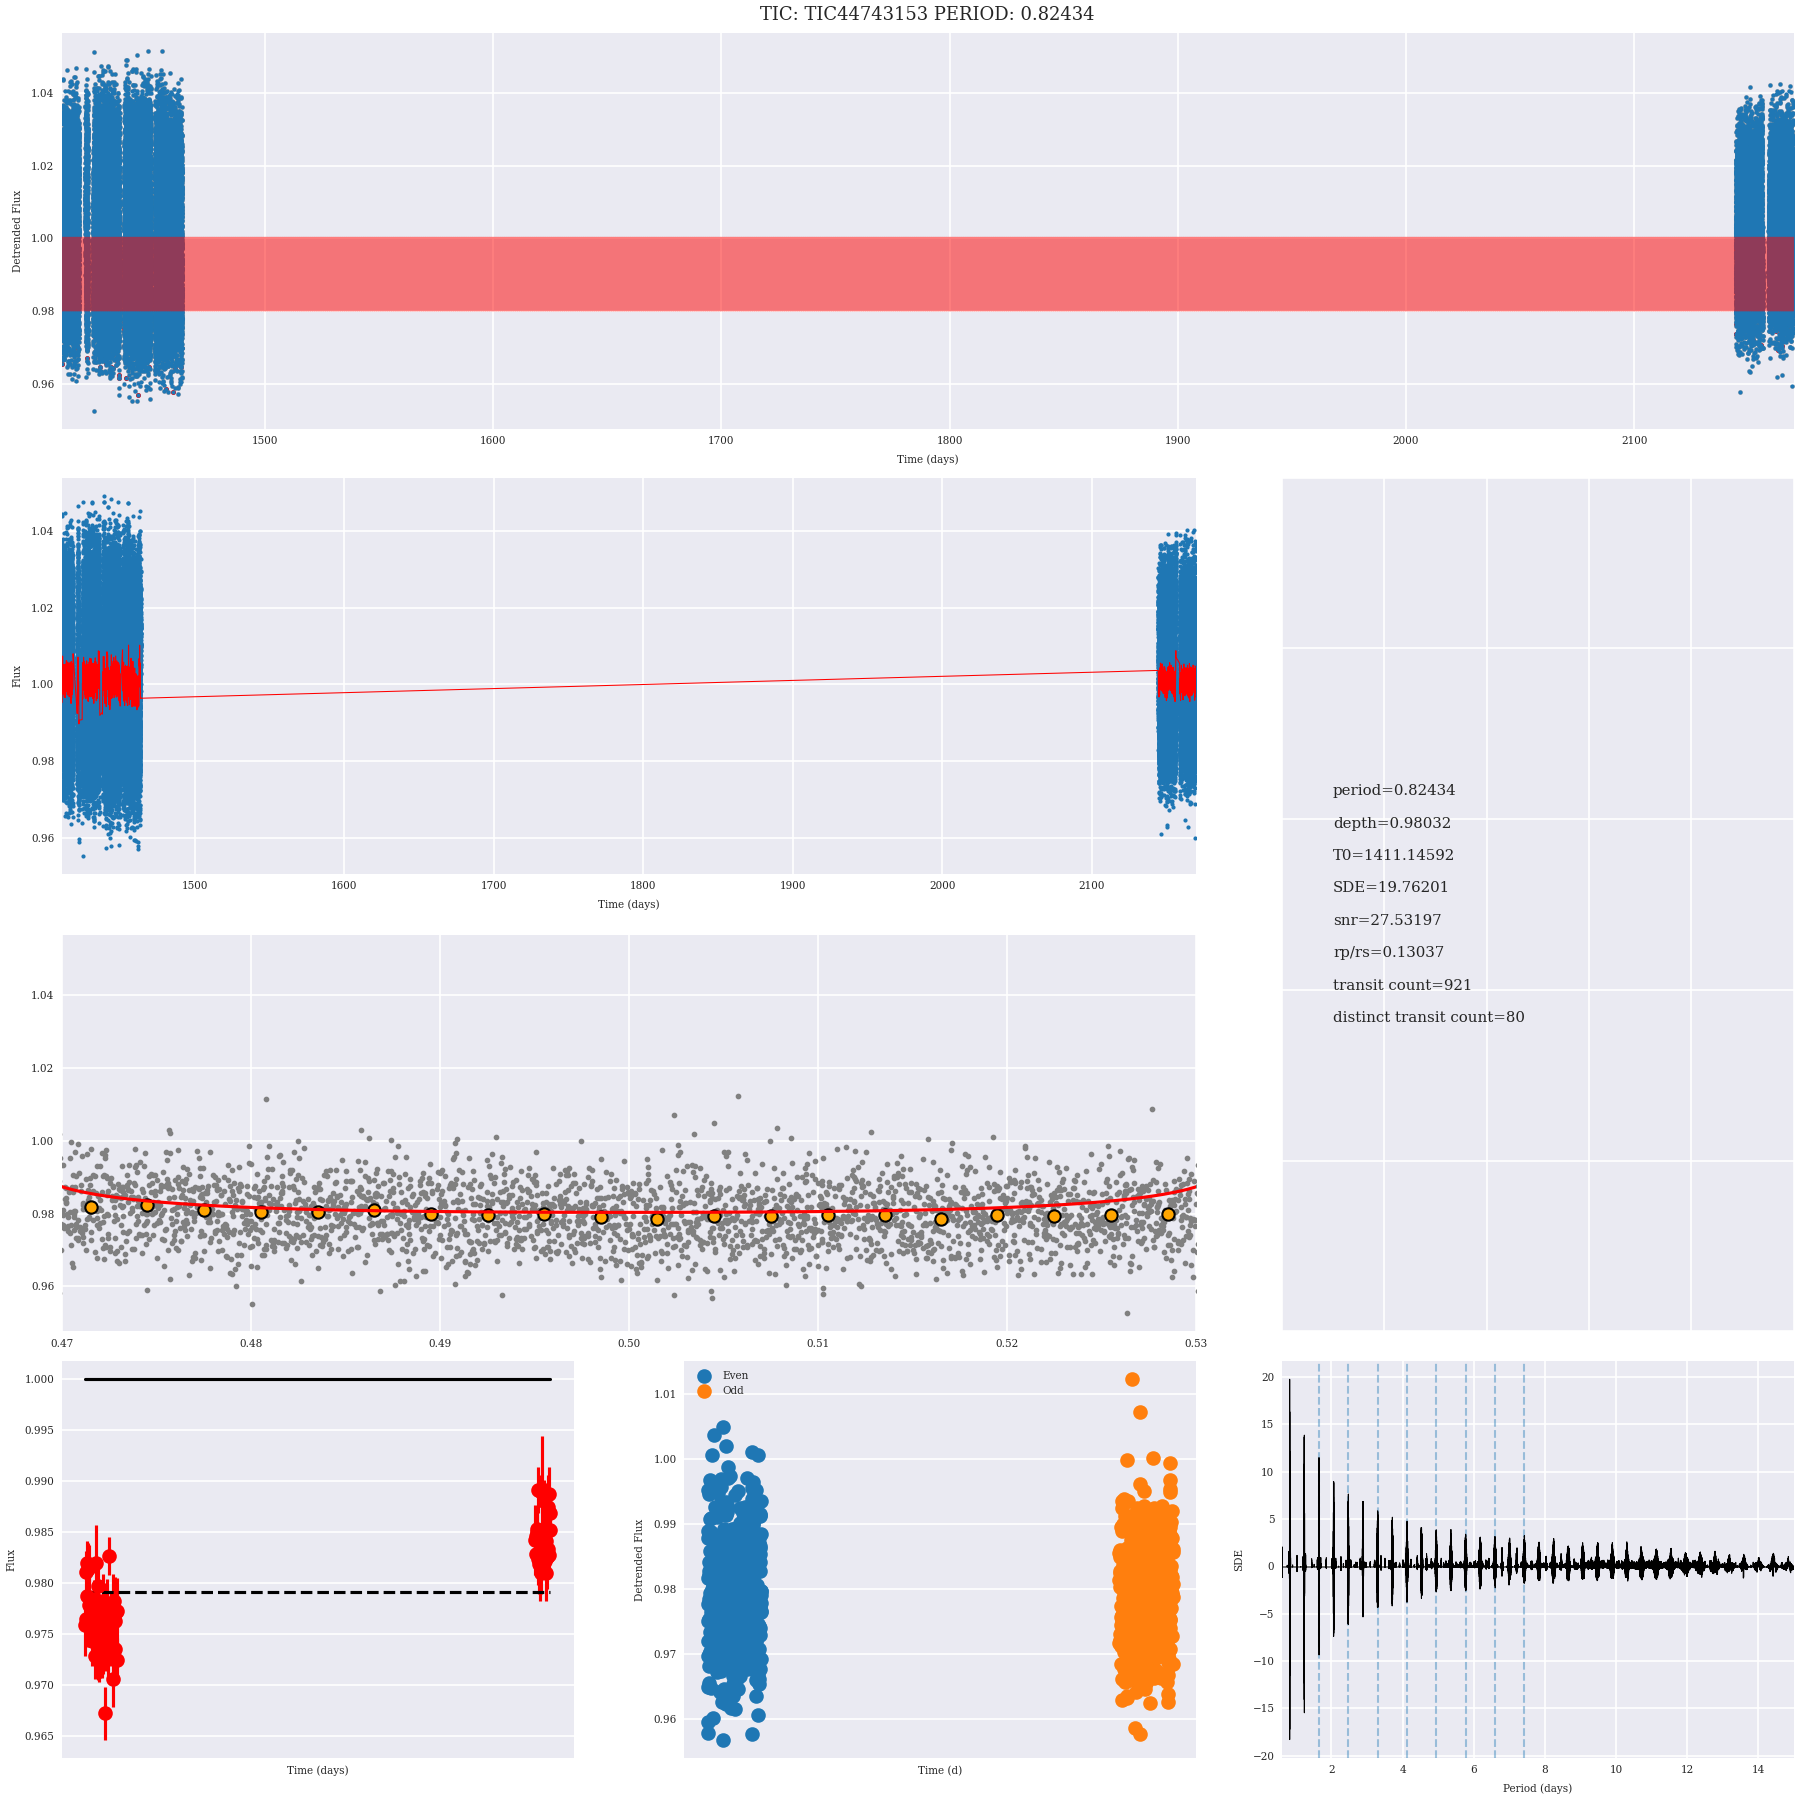 TIC: TIC44743153 PERIOD: 0.82434
1.04
1.02
1.00
0.98
0.96
Detrended Flux
1500 1600 1700 1800 1900 2000 2100
Time (days)
1.04
1.02
1.00
0.98
0.96
Flux
1500 1600 1700 1800 1900 2000 2100
Time (days)
period=0.82434
depth=0.98032
T0=1411.14592
SDE=19.76201
snr=27.53197
rp/rs=0.13037
transit count=921
distinct transit count=80
1.04
1.02
1.00
0.98
0.96
0.47 0.48 0.49 0.50 0.51 0.52 0.53
1.000
0.995
0.990
0.985
0.980
0.975
0.970
0.965
Flux
Time (days)
Even
Odd
1.01
1.00
0.99
0.98
0.97
0.96
Detrended Flux
Time (d)
20
15
10
5
0
−5
−10
−15
−20
SDE
2 4 6 8 10 12 14
Period (days)